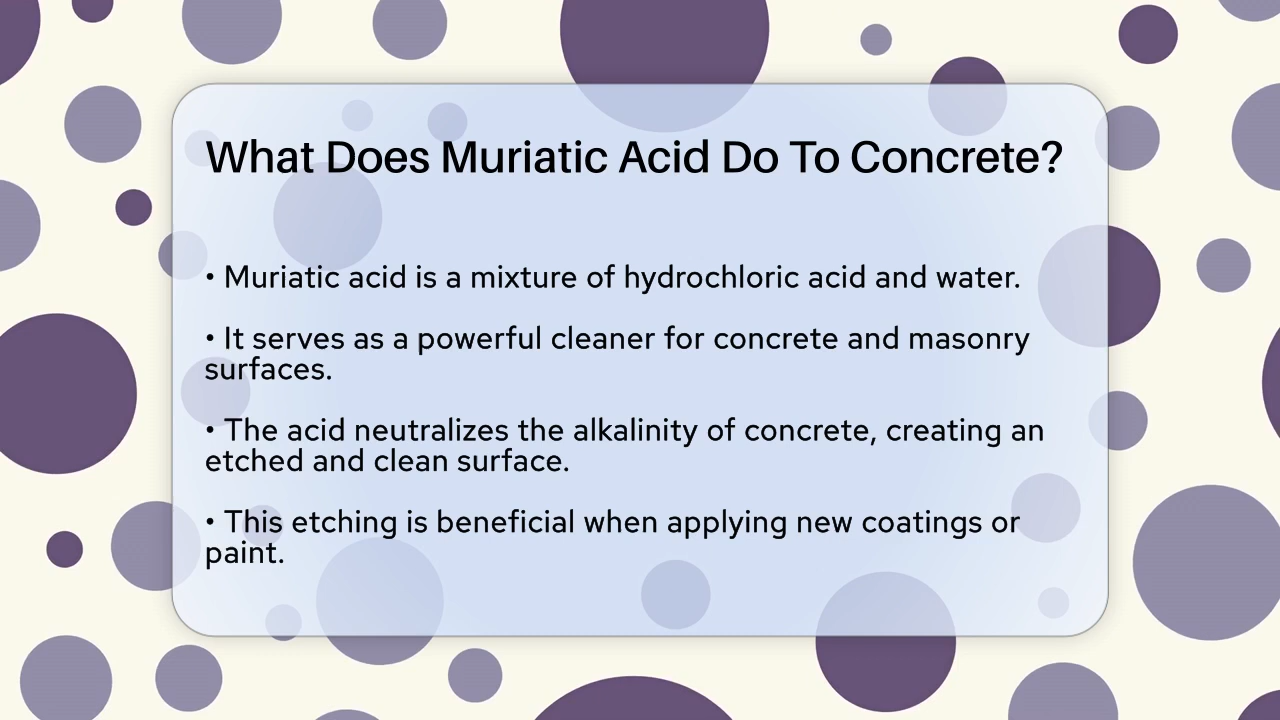 What Does Muriatic Acid Do To Concrete?
• Muriatic acid is a mixture of hydrochloric acid and water.
• It serves as a powerful cleaner for concrete and masonry
surfaces.
• The acid neutralizes the alkalinity of concrete, creating an
etched and clean surface.
• This etching is beneficial when applying new coatings or
paint.